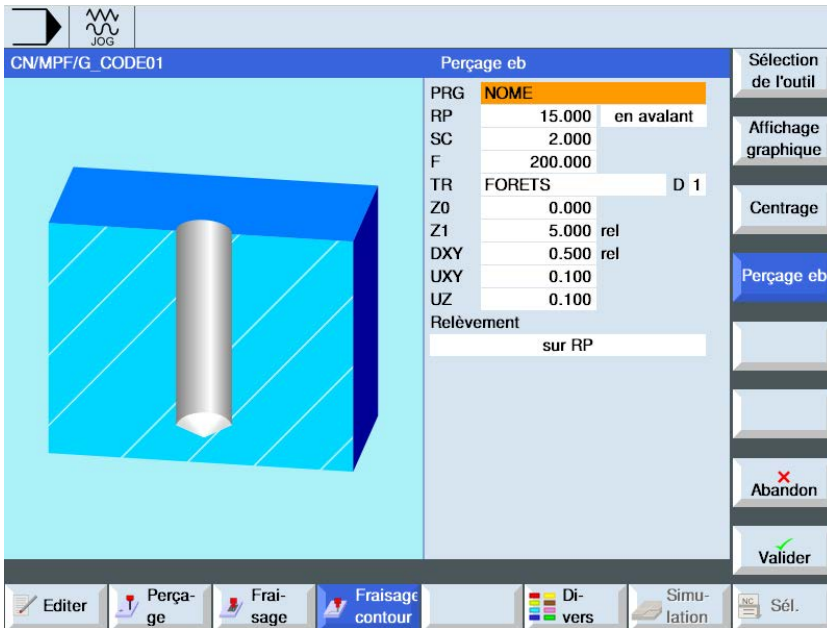 JOG
CN/MPF/G_CODE01
Perçage eb
PRG NOME
RP 15.000 en avalant
SC 2.000
F 200.000
TR FORETS D 1
Z0 0.000
Z1 5.000 rel
DXY 0.500 rel
UXY 0.100
UZ 0.100
Relèvement
sur RP
Sélection
de l'outil
Affichage
graphique
Centrage
Perçage eb
Abandon
Valider
Editer
Perça-
ge
Frai-
sage
Fraisage
contour
Di-
vers
Simu-
lation
NC
Sél.